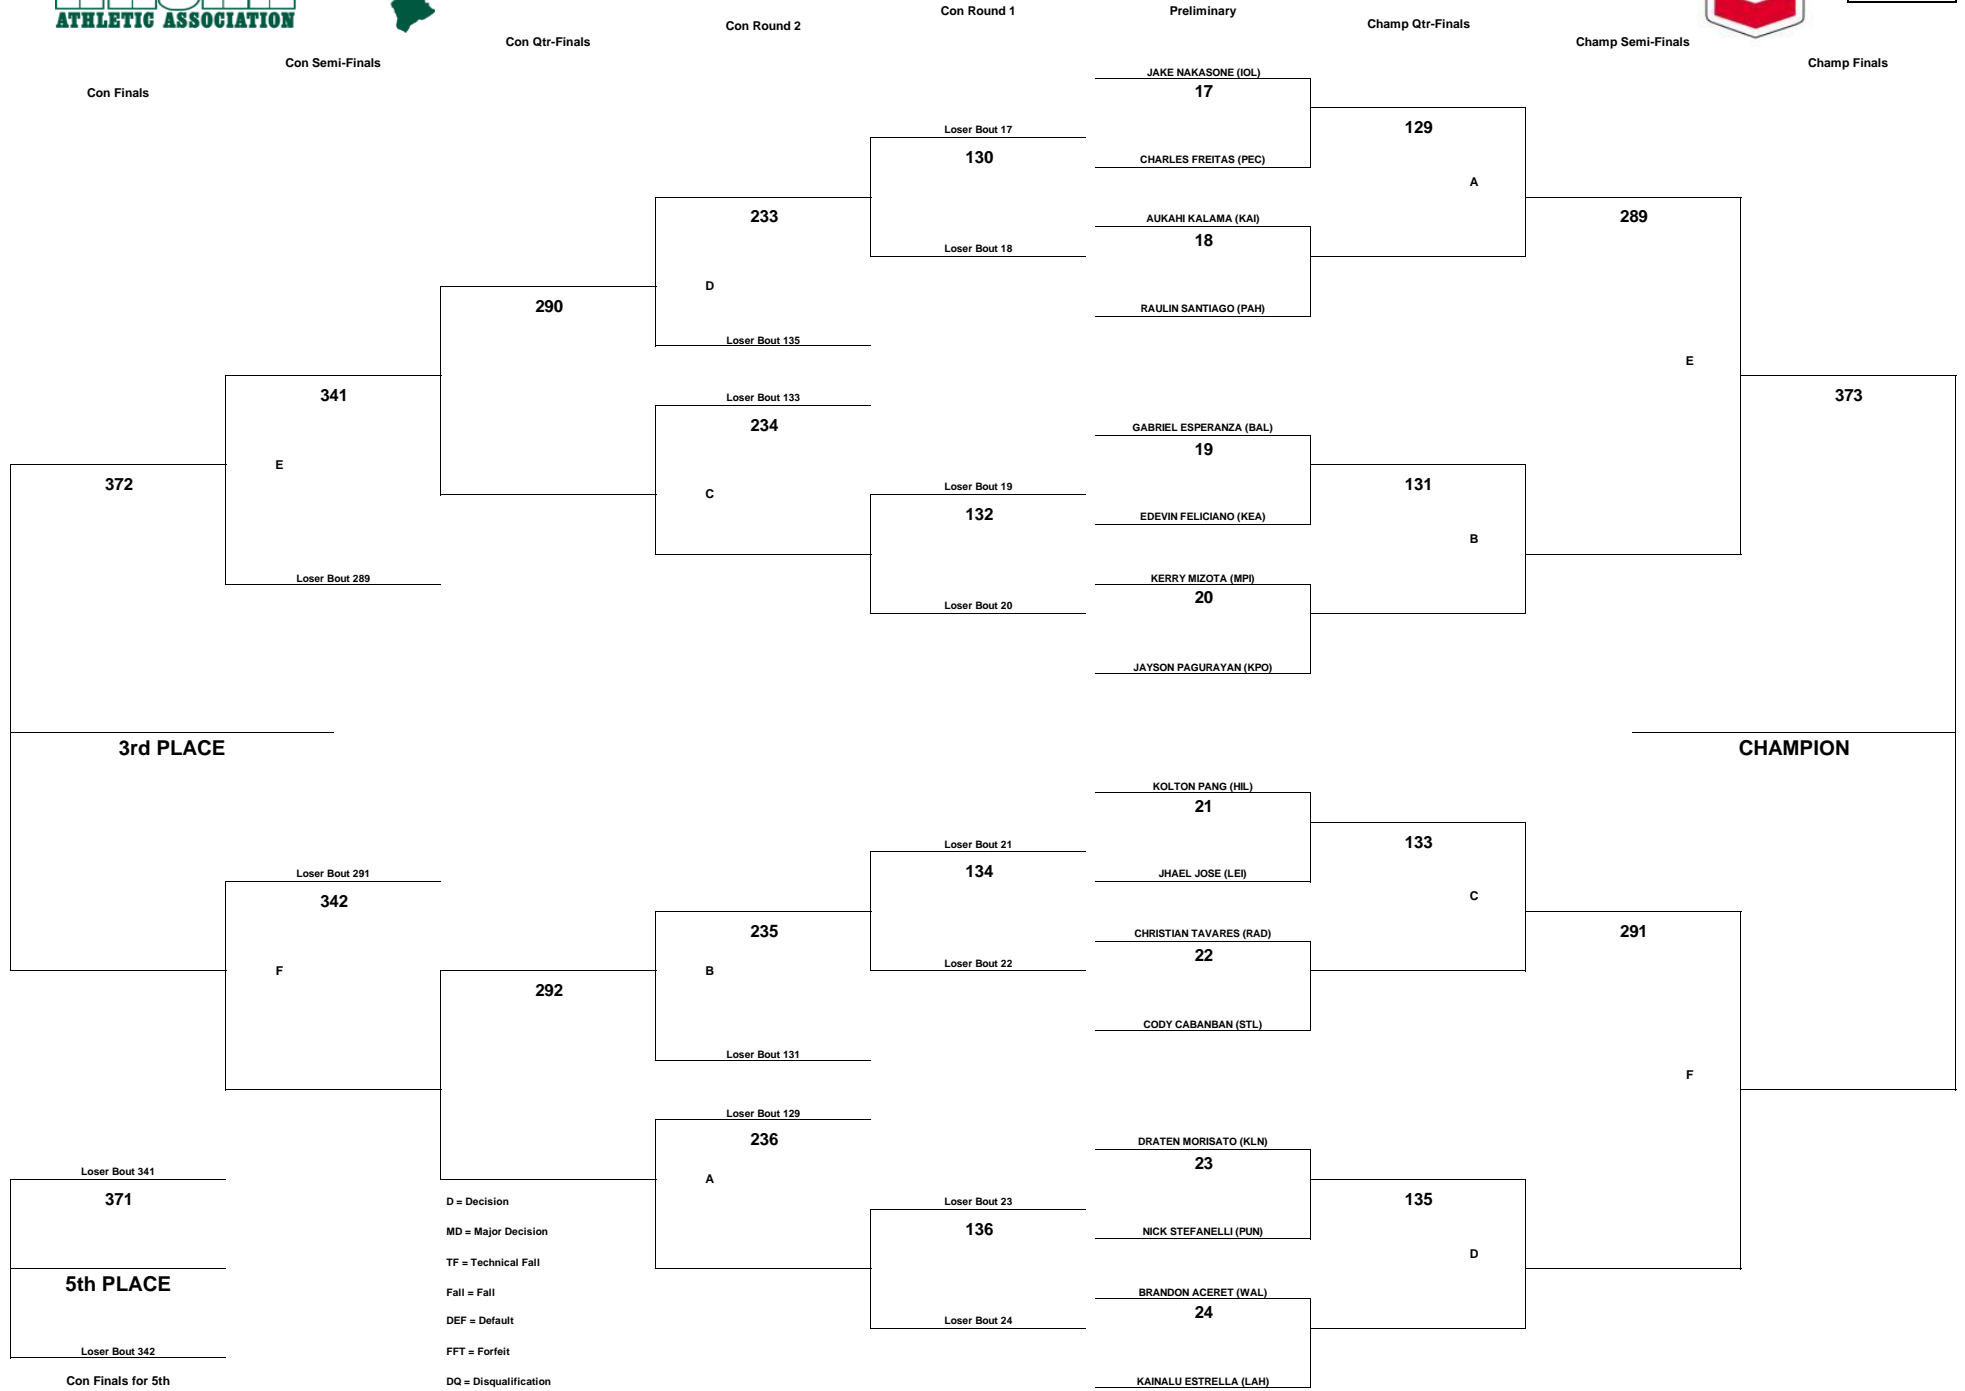 ATHLETIC ASSOCIATION
Con Finals
Con Semi-Finals
Con Qtr-Finals
Con Round 2
Con Round 1
Preliminary
Champ Qtr-Finals
Champ Semi-Finals
Champ Finals
JAKE NAKASONE (IOL)
17
CHARLES FREITAS (PEC)
129
A
Loser Bout 17
130
Loser Bout 18
AUKAHI KALAMA (KAI)
18
RAULIN SANTIAGO (PAH)
233
D
Loser Bout 135
289
E
290
341
E
Loser Bout 289
Loser Bout 133
234
C
373
GABRIEL ESPERANZA (BAL)
19
EDEVIN FELICIANO (KEA)
131
B
Loser Bout 19
132
Loser Bout 20
372
KERRY MIZOTA (MPI)
20
JAYSON PAGURAYAN (KPO)
3rd PLACE
CHAMPION
KOLTON PANG (HIL)
21
JHAEL JOSE (LEI)
133
C
Loser Bout 21
134
Loser Bout 22
Loser Bout 291
342
F
CHRISTIAN TAVARES (RAD)
22
CODY CABANBAN (STL)
235
B
Loser Bout 131
291
F
292
Loser Bout 129
236
A
DRATEN MORISATO (KLN)
23
NICK STEFANELLI (PUN)
135
D
Loser Bout 23
136
Loser Bout 24
BRANDON ACERET (WAL)
24
KAINALU ESTRELLA (LAH)
Loser Bout 341
371
5th PLACE
Loser Bout 342
Con Finals for 5th
D = Decision
MD = Major Decision
TF = Technical Fall
Fall = Fall
DEF = Default
FFT = Forfeit
DQ = Disqualification